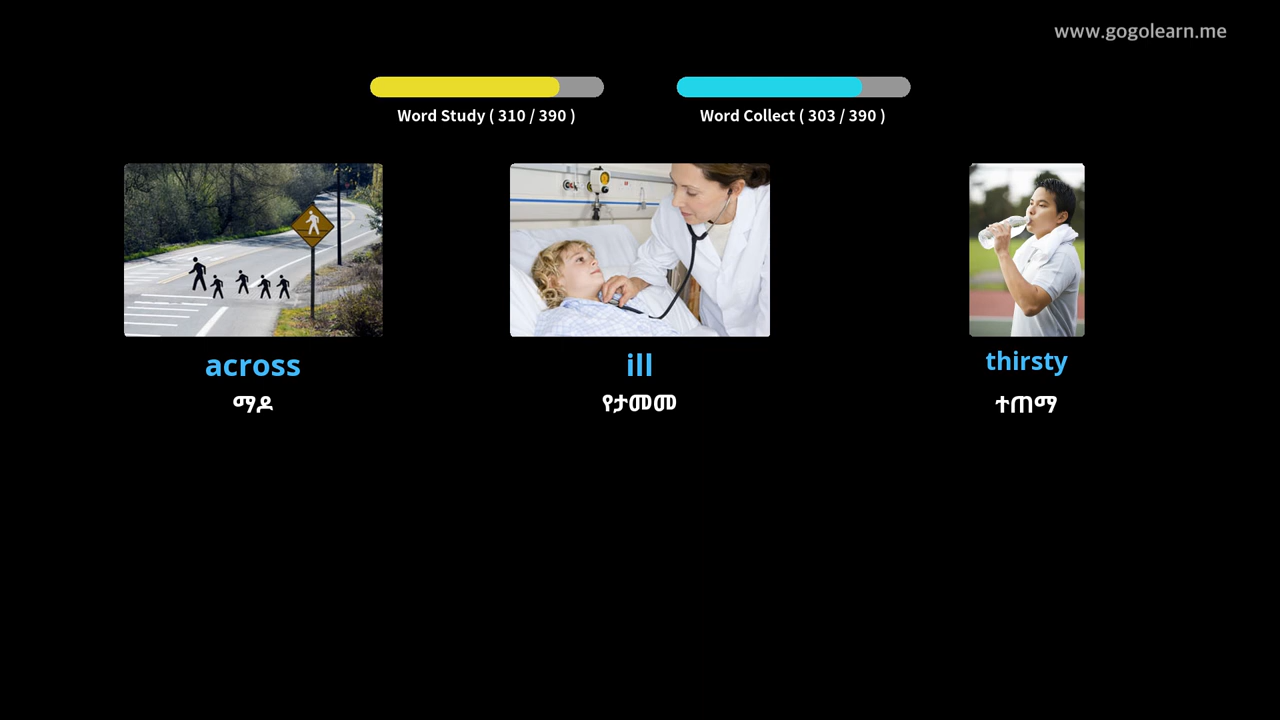 www.gogolearn.me
Word Study ( 310 / 390 )
Word Collect ( 303 / 390 )
across
ill
thirsty
ማዶ
የታመመ
ተጠማ